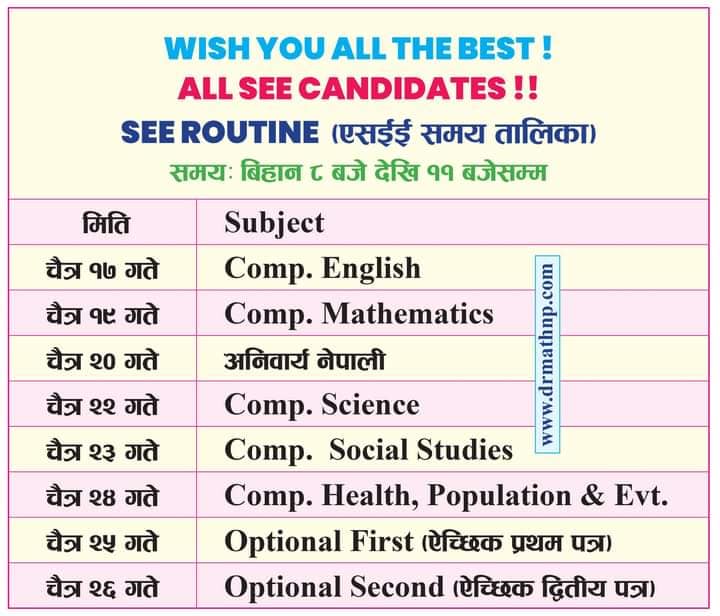 WISH YOU ALL THE BEST !
ALL SEE CANDIDATES !!
SEE ROUTINE (एसईई समय तालिका)
समयः बिहान ८ बजे देखि ११ बजेसम्म
मिति Subject
चैत्र १७ गते Comp. English
चैत्र १९ गते Comp. Mathematics
चैत्र २० गते अनिवार्य नेपाली
चैत्र २२ गते Comp. Science
चैत्र २३ गते Comp. Social Studies
चैत्र २४ गते Comp. Health, Population & Evt.
चैत्र २५ गते Optional First (ऐच्छिक प्रथम पत्र)
चैत्र २६ गते Optional Second (ऐच्छिक द्वितीय पत्र)
www.drmathnp.com